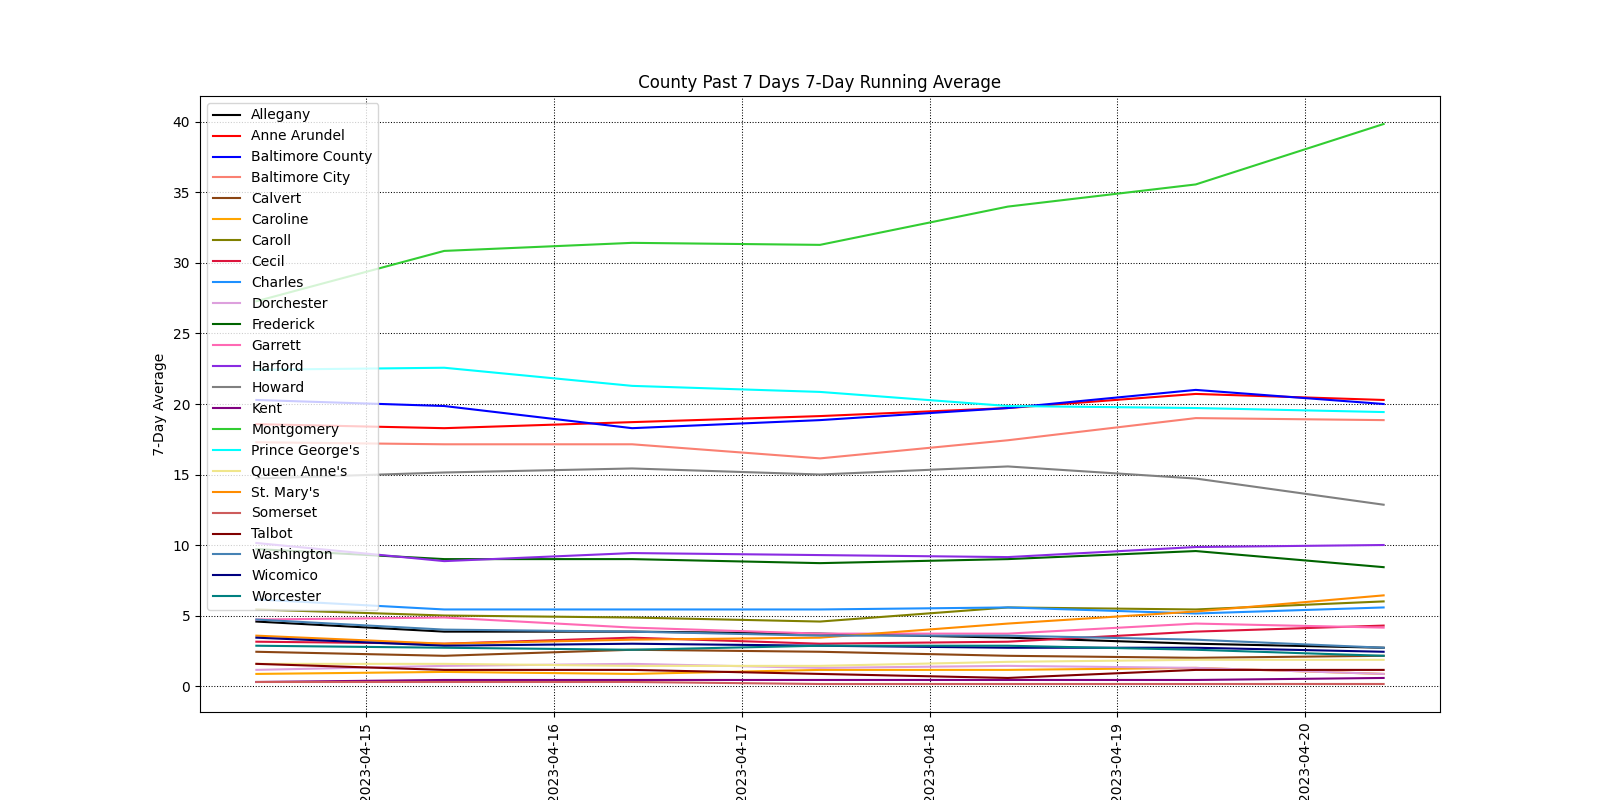 County Past 7 Days 7-Day Running Average
40
35
30
25
20
15
10
5
0
7-Day Average
Allegany
Anne Arundel
Baltimore County
Baltimore City
Calvert
Caroline
Caroll
Cecil
Charles
Dorchester
Frederick
Garrett
Harford
Howard
Kent
Montgomery
Prince George's
Queen Anne's
St. Mary's
Somerset
Talbot
Washington
Wicomico
Worcester
2023-04-15
2023-04-16
2023-04-17
2023-04-18
2023-04-19
2023-04-20